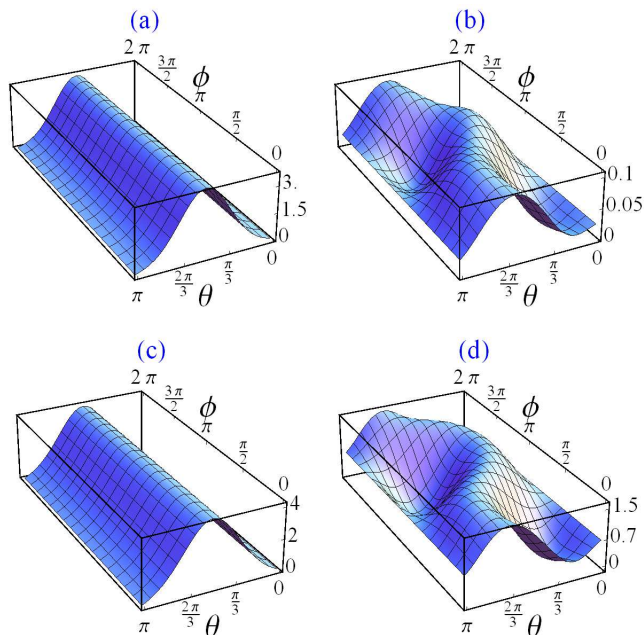 (a) (b)
2 π 2 π
3π/2 3π/2
ϕ ϕ
π π
π/2 π/2
0 0
3. 0.1
1.5 0.05
0 0
0 0
π/3 π/3
2π/3 2π/3
π θ π θ
(c) (d)
2 π 2 π
3π/2 3π/2
ϕ ϕ
π π
π/2 π/2
0 0
4 1.5
2 0.7
0 0
0 0
π/3 π/3
2π/3 2π/3
π θ π θ